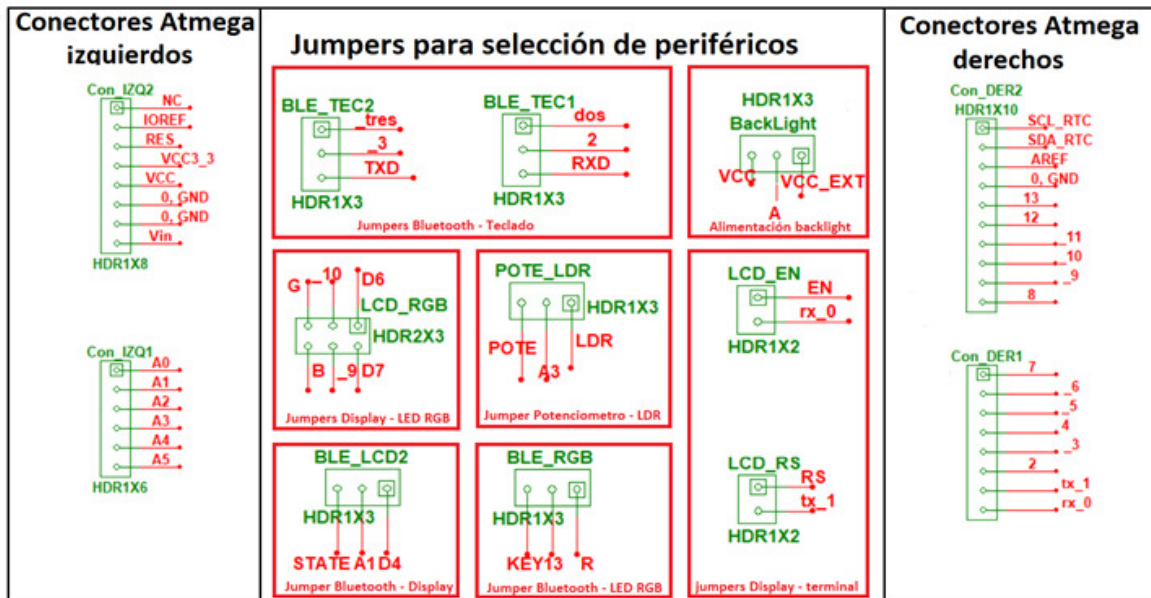 Conectores Atmega
izquierdos
Con_IZQ2
NC
IOREF
RES
VCC3_3
VCC
0, GND
0, GND
Vin
HDR1X8
Con_IZQ1
A0
A1
A2
A3
A4
A5
HDR1X6
Jumpers para selección de periféricos
BLE_TEC2
_tres
_3
TXD
HDR1X3
BLE_TEC1
dos
2
RXD
HDR1X3
Jumpers Bluetooth - Teclado
HDR1X3
BackLight
VCC
VCC_EXT
A
Alimentación backlight
G
_10
D6
LCD_RGB
HDR2X3
B
_9
D7
Jumpers Display - LED RGB
POTE_LDR
HDR1X3
POTE
LDR
A3
Jumper Potenciometro - LDR
LCD_EN
EN
rx_0
HDR1X2
LCD_RS
RS
tx_1
HDR1X2
jumpers Display - terminal
BLE_LCD2
HDR1X3
STATE
A1
D4
Jumper Bluetooth - Display
BLE_RGB
HDR1X3
KEY
13
R
Jumper Bluetooth - LED RGB
Conectores Atmega
derechos
Con_DER2
HDR1X10
SCL_RTC
SDA_RTC
AREF
0, GND
13
12
_11
_10
_9
8
Con_DER1
7
_6
_5
4
_3
2
tx_1
rx_0